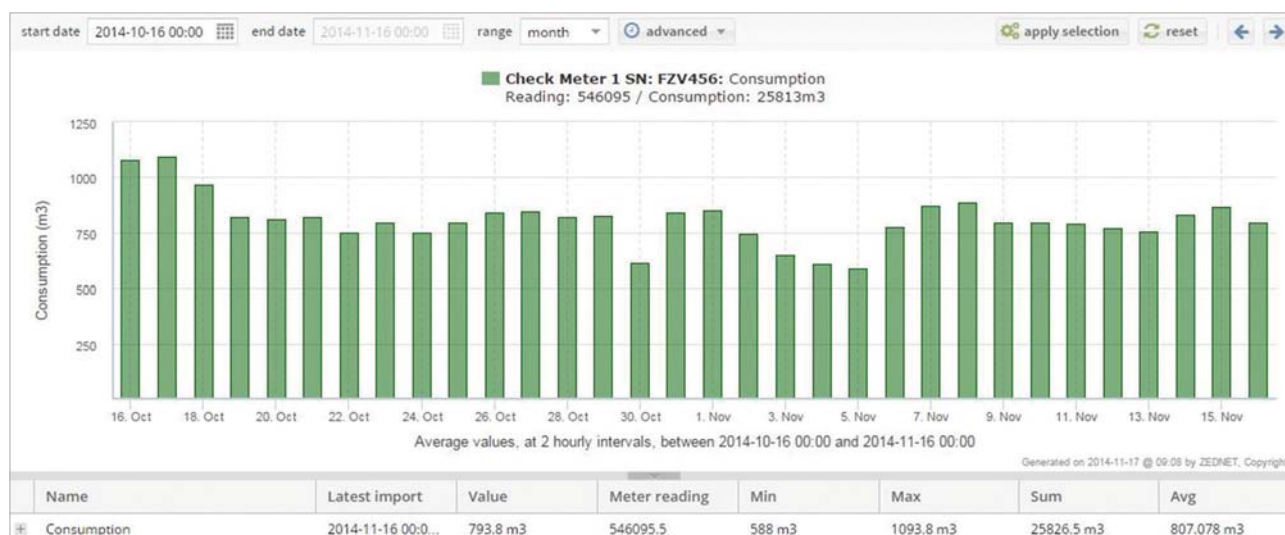 start date 2014-10-16 00:00 end date 2014-11-16 00:00 range month advanced apply selection reset
Check Meter 1 SN: FZV456: Consumption
Reading: 546095 / Consumption: 25813m3
Consumption (m3)
1250
1000
750
500
250
16. Oct 18. Oct 20. Oct 22. Oct 24. Oct 26. Oct 28. Oct 30. Oct 1. Nov 3. Nov 5. Nov 7. Nov 9. Nov 11. Nov 13. Nov 15. Nov
Average values, at 2 hourly intervals, between 2014-10-16 00:00 and 2014-11-16 00:00
Generated on 2014-11-17 @ 09:08 by ZEDNET, Copyright
Name Latest import Value Meter reading Min Max Sum Avg
Consumption 2014-11-16 00:0... 793.8 m3 546095.5 588 m3 1093.8 m3 25826.5 m3 807.078 m3